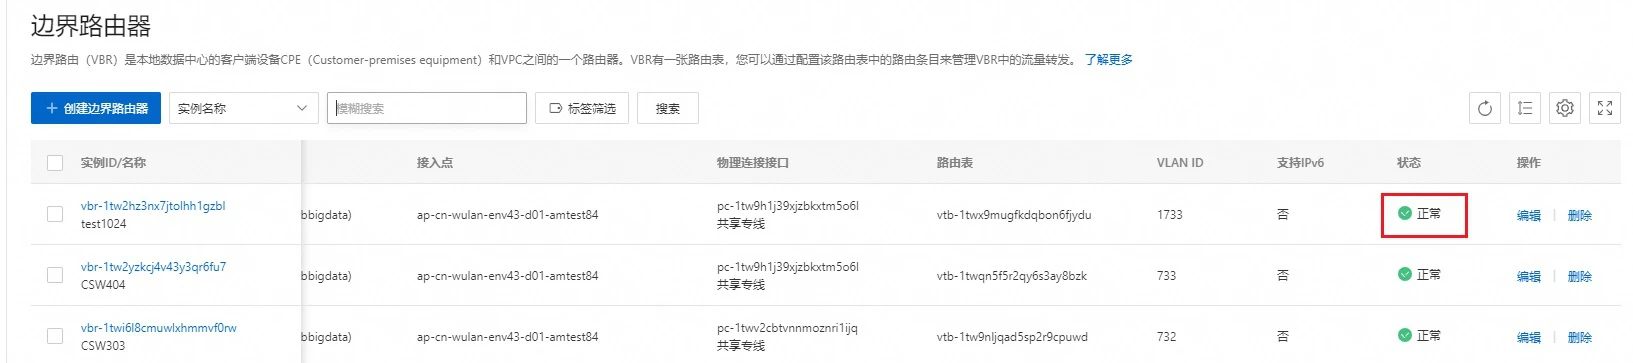 边界路由器
边界路由（VBR）是本地数据中心的客户端设备CPE（Customer-premises equipment）和VPC之间的一个路由器。VBR有一张路由表，您可以通过配置该路由表中的路由条目来管理VBR中的流量转发。 了解更多
创建边界路由器 实例名称 模糊搜索 标签筛选 搜索
实例ID/名称 接入点 物理连接接口 路由表 VLAN ID 支持IPv6 状态 操作
vbr-1tw2hz3nx7jtolhh1gzbl bbigdata) ap-cn-wulan-env43-d01-amtest84 pc-1tw9h1j39xjzbkxtm5o6l vtb-1twx9mugfkdqbon6fjydu 1733 否 正常 编辑 删除
test1024 共享专线
vbr-1tw2yzkcj4v43y3qr6fu7 bbigdata) ap-cn-wulan-env43-d01-amtest84 pc-1tw9h1j39xjzbkxtm5o6l vtb-1twqn5f5r2qy6s3ay8bzk 733 否 正常 编辑 删除
CSW404 共享专线
vbr-1twi6l8cmuwlxhmmvf0rw bbigdata) ap-cn-wulan-env43-d01-amtest84 pc-1twv2cbtvnnmoznri1ijq vtb-1tw9nljqad5sp2r9cpuwd 732 否 正常 编辑 删除
CSW303 共享专线